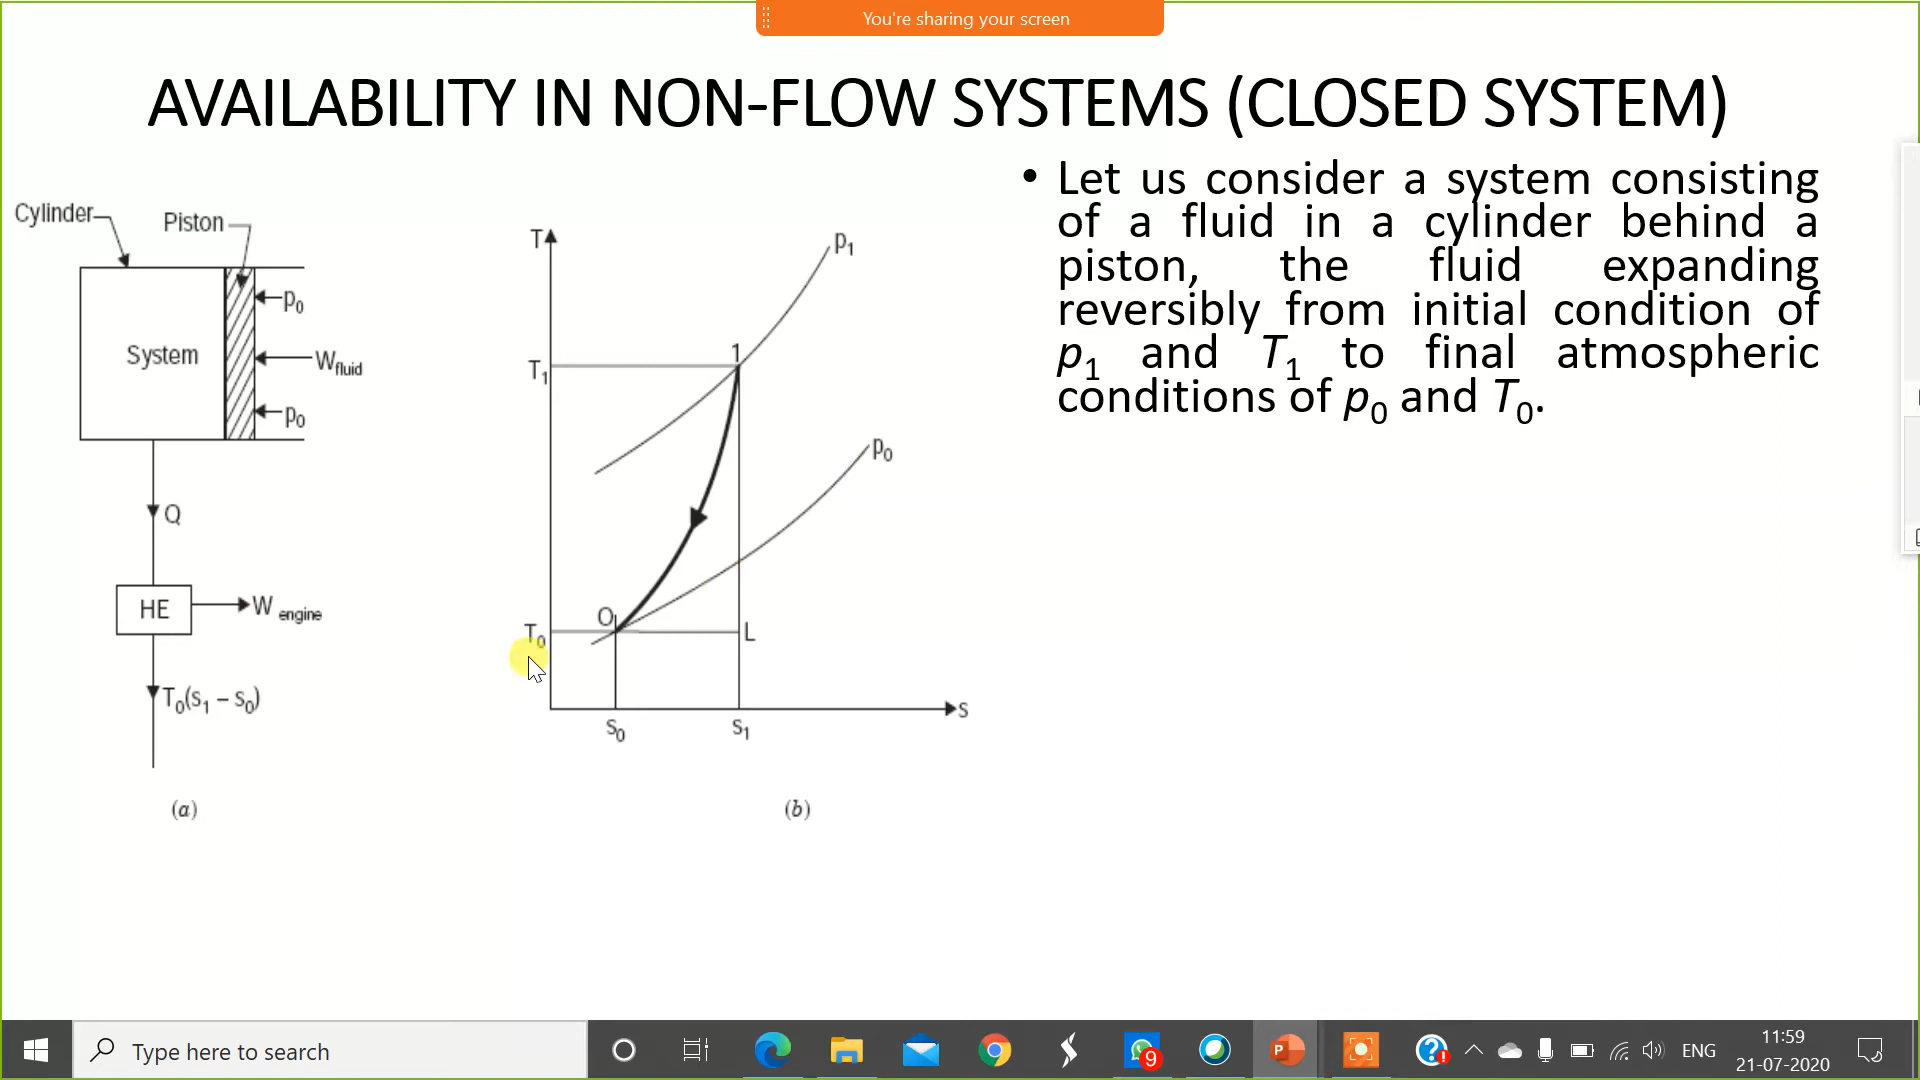 You're sharing your screen
AVAILABILITY IN NON-FLOW SYSTEMS (CLOSED SYSTEM)
Cylinder
Piston
p₀
System
W fluid
p₀
Q
HE
W engine
T₀(s₁ – s₀)
(a)
T
p₁
1
T₁
p₀
O
T₀
L
s
s₀
s₁
(b)
• Let us consider a system consisting
of a fluid in a cylinder behind a
piston, the fluid expanding
reversibly from initial condition of
p₁ and T₁ to final atmospheric
conditions of p₀ and T₀.
Type here to search
9
P
ENG
11:59
21-07-2020